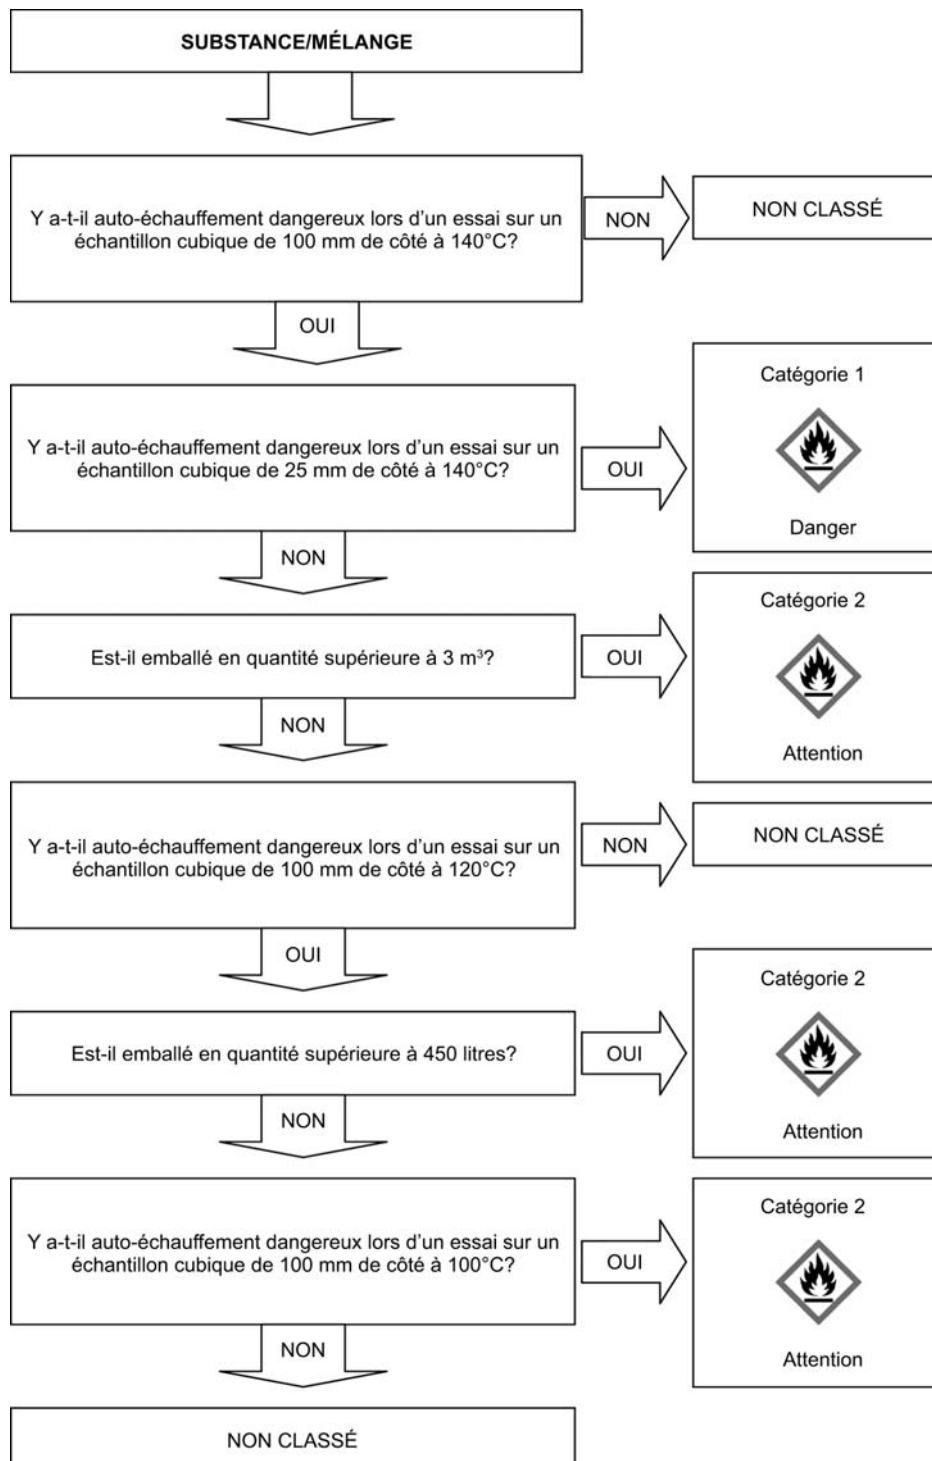 SUBSTANCE/MÉLANGE
Y a-t-il auto-échauffement dangereux lors d’un essai sur un
échantillon cubique de 100 mm de côté à 140°C?
NON
NON CLASSÉ
OUI
Y a-t-il auto-échauffement dangereux lors d’un essai sur un
échantillon cubique de 25 mm de côté à 140°C?
OUI
Catégorie 1
Danger
NON
Est-il emballé en quantité supérieure à 3 m³?
OUI
Catégorie 2
Attention
NON
Y a-t-il auto-échauffement dangereux lors d’un essai sur un
échantillon cubique de 100 mm de côté à 120°C?
NON
NON CLASSÉ
OUI
Est-il emballé en quantité supérieure à 450 litres?
OUI
Catégorie 2
Attention
NON
Y a-t-il auto-échauffement dangereux lors d’un essai sur un
échantillon cubique de 100 mm de côté à 100°C?
OUI
Catégorie 2
Attention
NON
NON CLASSÉ